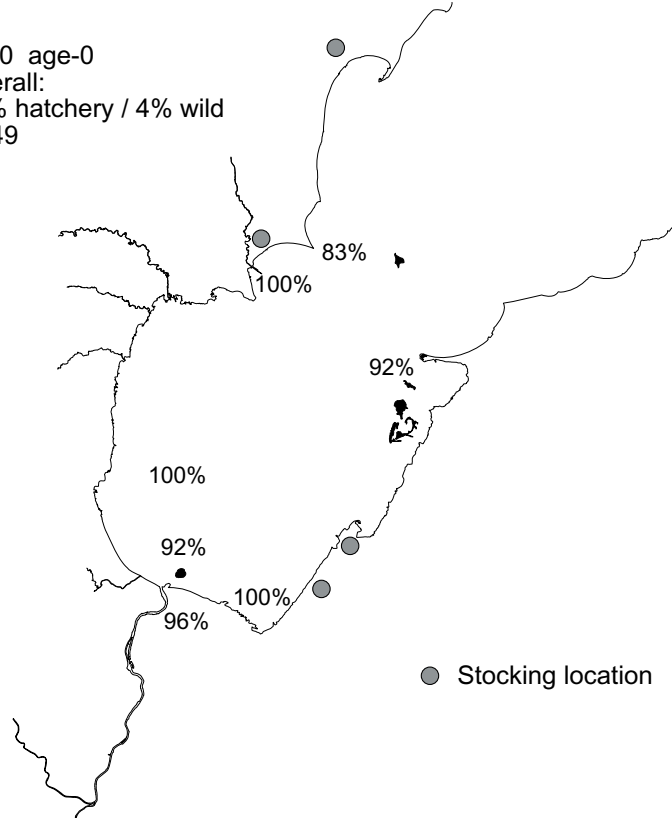 0 age-0
erall:
% hatchery / 4% wild
49
83%
100%
92%
100%
92%
100%
96%
Stocking location